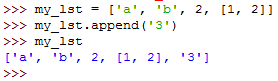 >>> my_lst = ['a', 'b', 2, [1, 2]]
>>> my_lst.append('3')
>>> my_lst
['a', 'b', 2, [1, 2], '3']
>>>